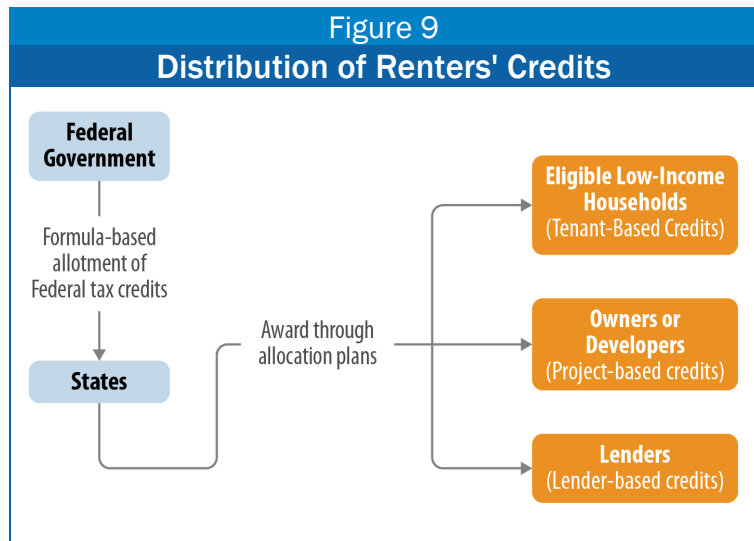 Figure 9
Distribution of Renters' Credits
Federal
Government
Formula-based
allotment of
Federal tax credits
States
Award through
allocation plans
Eligible Low-Income
Households
(Tenant-Based Credits)
Owners or
Developers
(Project-based credits)
Lenders
(Lender-based credits)